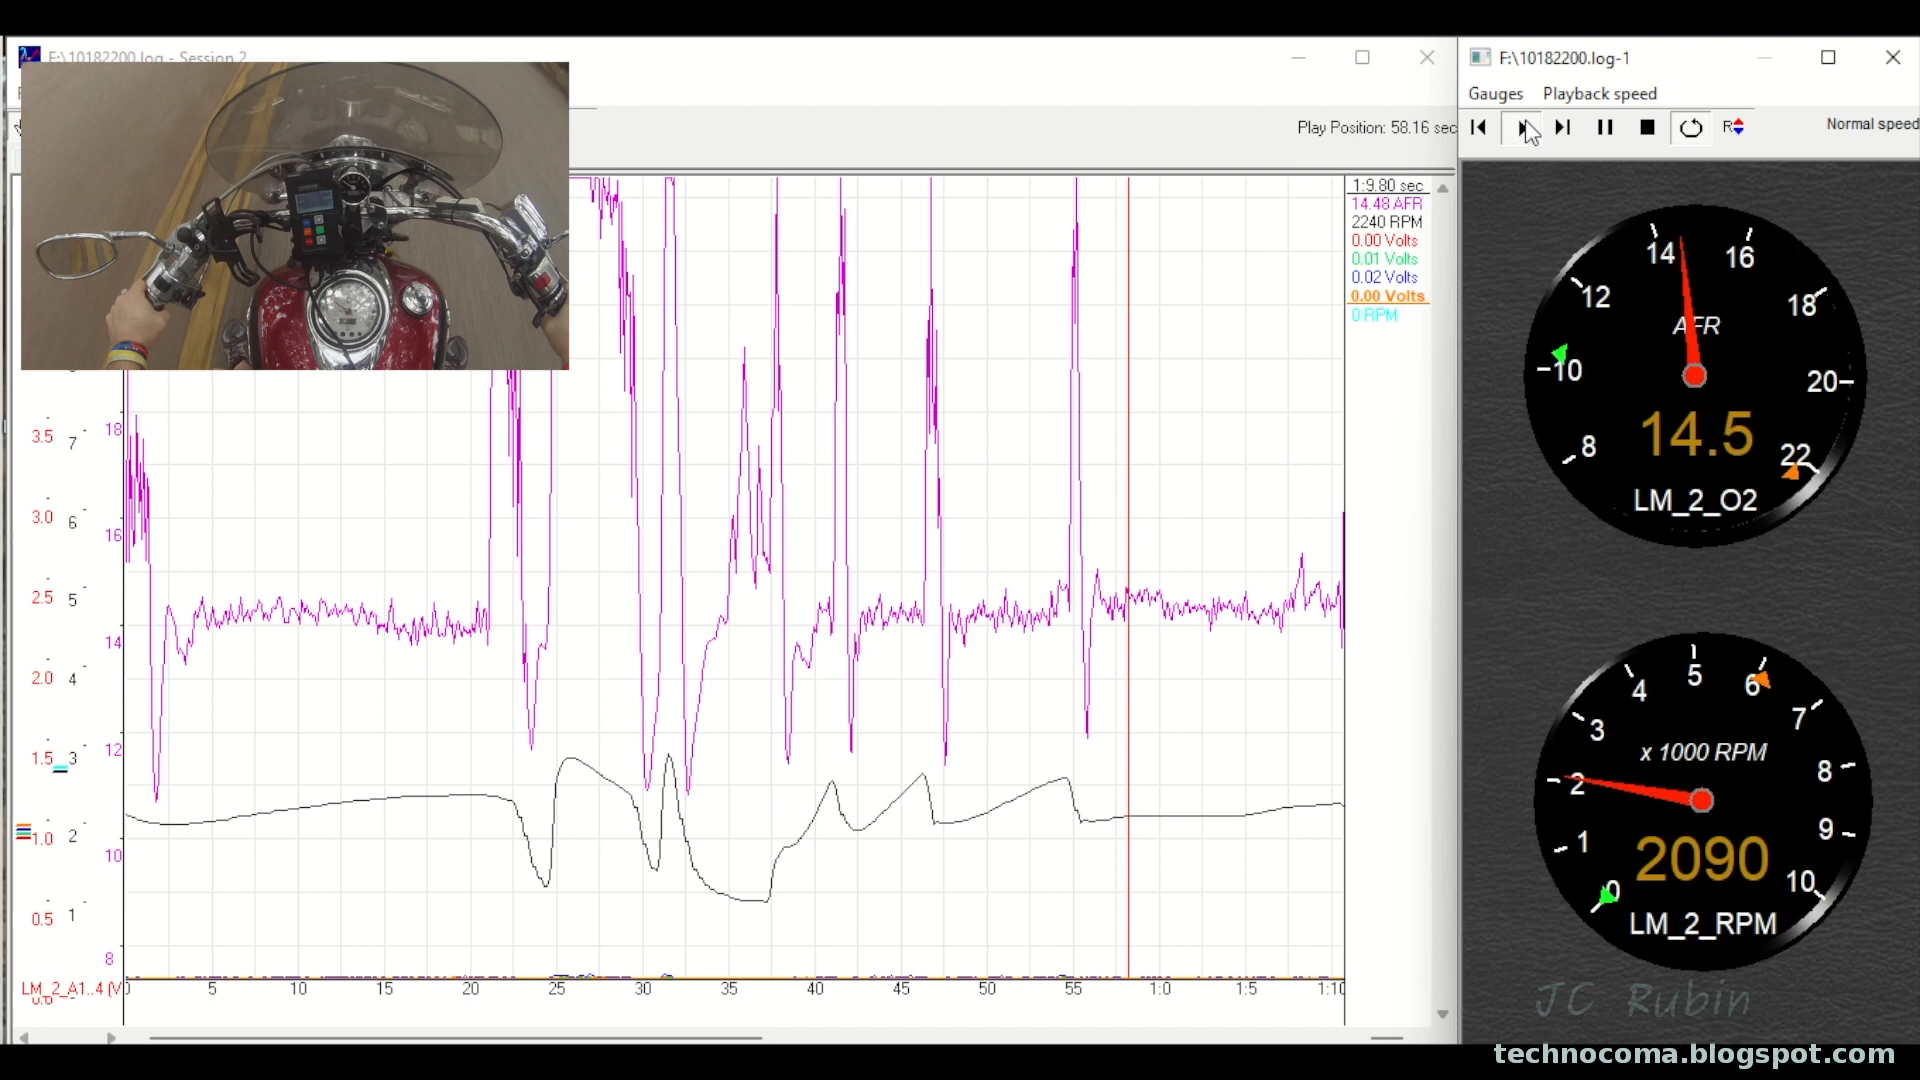 F:\10182200.log - Session 2
F:\10182200.log-1
Gauges Playback speed
Play Position: 58.16 sec
R
Normal speed
1:9.80 sec
14.48 AFR
2240 RPM
0.00 Volts
0.01 Volts
0.02 Volts
0.00 Volts
0 RPM
3.5 7 18
3.0 6 16
2.5 5
14
2.0 4
12
1.5 3
1.0 2
10
0.5 1
8
LM_2_A1..4 (V
0.0
0 5 10 15 20 25 30 35 40 45 50 55 1:0 1:5 1:10
8 10 12 14 16 18 20 22
AFR
14.5
LM_2_O2
0 1 2 3 4 5 6 7 8 9 10
x 1000 RPM
2090
LM_2_RPM
JC Rubin
technocoma.blogspot.com